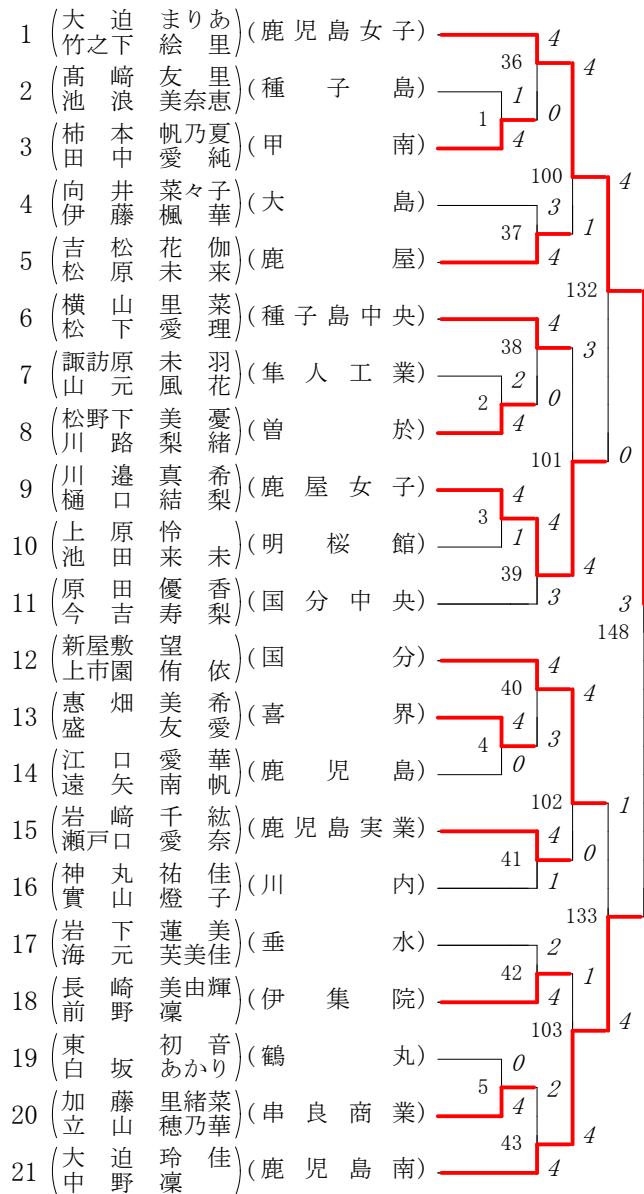 1 (大迫 まりあ 竹之下 絵里) (鹿児島女子) 4
36 4
2 (髙﨑 友里 池浪 美奈恵) (種子島) 1 0
1
3 (柿本 帆乃夏 田中 愛純) (甲南) 4
100 4
4 (向井 菜々子 伊藤 楓華) (大島) 3 1
37
5 (吉松 花伽 松原 未来) (鹿屋) 4
132
6 (横山 里菜 松下 愛理) (種子島中央) 4 3
38
7 (諏訪原 未羽 山元 風花) (隼人工業) 2 0
2
8 (松野下 美憂 川路 梨緒) (曽於) 4
101 0
9 (川邉 真希 樋口 結梨) (鹿屋女子) 4 4
3
10 (上原 怜 池田 来未) (明桜館) 1
39 4
11 (原田 優香 今吉 寿梨) (国分中央) 3
3
148
12 (新屋敷 望 上市園 侑依) (国分) 4
40 4
13 (惠畑 美希 盛 友愛) (喜界) 4 3
4
14 (江口 愛華 遠矢 南帆) (鹿児島) 0
102 1
15 (岩﨑 千紘 瀬戸口 愛奈) (鹿児島実業) 4 0
41
16 (神丸 祐佳 實山 燈子) (川内) 1
133
17 (岩下 蓮美 海元 芙美佳) (垂水) 2
42 1
18 (長崎 美由輝 前野 凜) (伊集院) 4
103 4
19 (東 初音 白坂 あかり) (鶴丸) 0
5 2
20 (加藤 里緒菜 立山 穂乃華) (串良商業) 4
43 4
21 (大迫 玲佳 中野 凜) (鹿児島南) 4